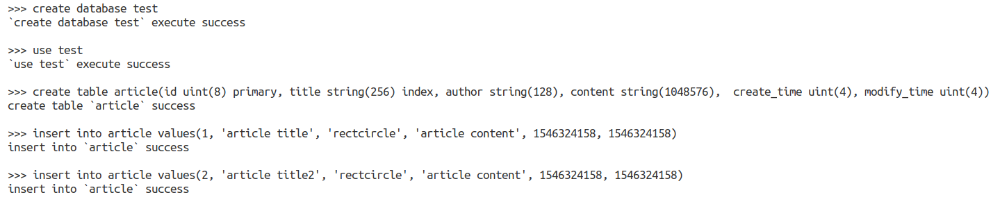 >>> create database test
`create database test` execute success
>>> use test
`use test` execute success
>>> create table article(id uint(8) primary, title string(256) index, author string(128), content string(1048576),  create_time uint(4), modify_time uint(4))
create table `article` success
>>> insert into article values(1, 'article title', 'rectcircle', 'article content', 1546324158, 1546324158)
insert into `article` success
>>> insert into article values(2, 'article title2', 'rectcircle', 'article content', 1546324158, 1546324158)
insert into `article` success